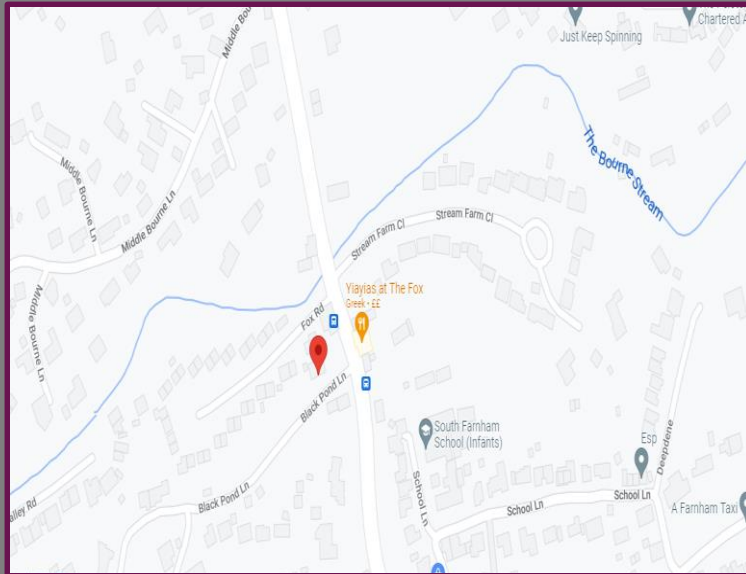 Chartered A
Just Keep Spinning
Middle Bou
The Bourne Stream
Middle Bourne Ln
Middle Bourne Ln
Stream Farm Cl
Stream Farm Cl
Middle Bourne Ln
Yiayias at The Fox
Greek · ££
Fox Rd
Black Pond Ln
South Farnham
School (Infants)
Esp
Deepdene
School Ln
School Ln
School Ln
Black Pond Ln
alley Rd
A Farnham Taxi